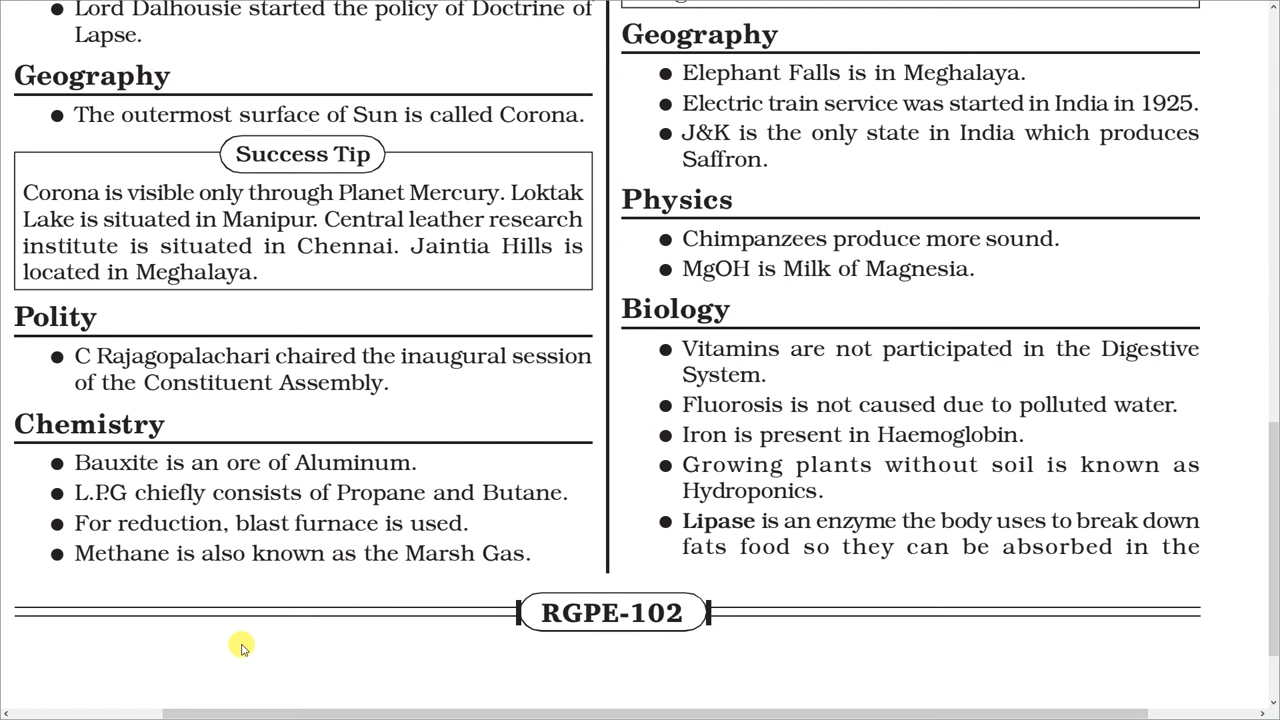 ● Lord Dalhousie started the policy of Doctrine of
Lapse.
Geography
● The outermost surface of Sun is called Corona.
Success Tip
Corona is visible only through Planet Mercury. Loktak
Lake is situated in Manipur. Central leather research
institute is situated in Chennai. Jaintia Hills is
located in Meghalaya.
Polity
● C Rajagopalachari chaired the inaugural session
of the Constituent Assembly.
Chemistry
● Bauxite is an ore of Aluminum.
● L.P.G chiefly consists of Propane and Butane.
● For reduction, blast furnace is used.
● Methane is also known as the Marsh Gas.
Geography
● Elephant Falls is in Meghalaya.
● Electric train service was started in India in 1925.
● J&K is the only state in India which produces
Saffron.
Physics
● Chimpanzees produce more sound.
● MgOH is Milk of Magnesia.
Biology
● Vitamins are not participated in the Digestive
System.
● Fluorosis is not caused due to polluted water.
● Iron is present in Haemoglobin.
● Growing plants without soil is known as
Hydroponics.
● Lipase is an enzyme the body uses to break down
fats food so they can be absorbed in the
RGPE-102